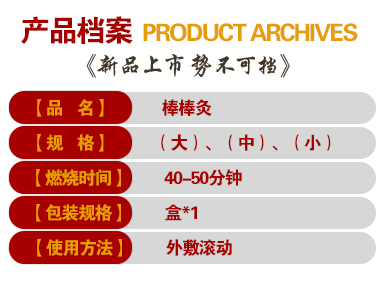 产品档案 PRODUCT ARCHIVES
《新品上市 势不可挡》
【品 名】 棒棒灸
【规 格】 （大）、（中）、（小）
【燃烧时间】 40-50分钟
【包装规格】 盒*1
【使用方法】 外敷滚动